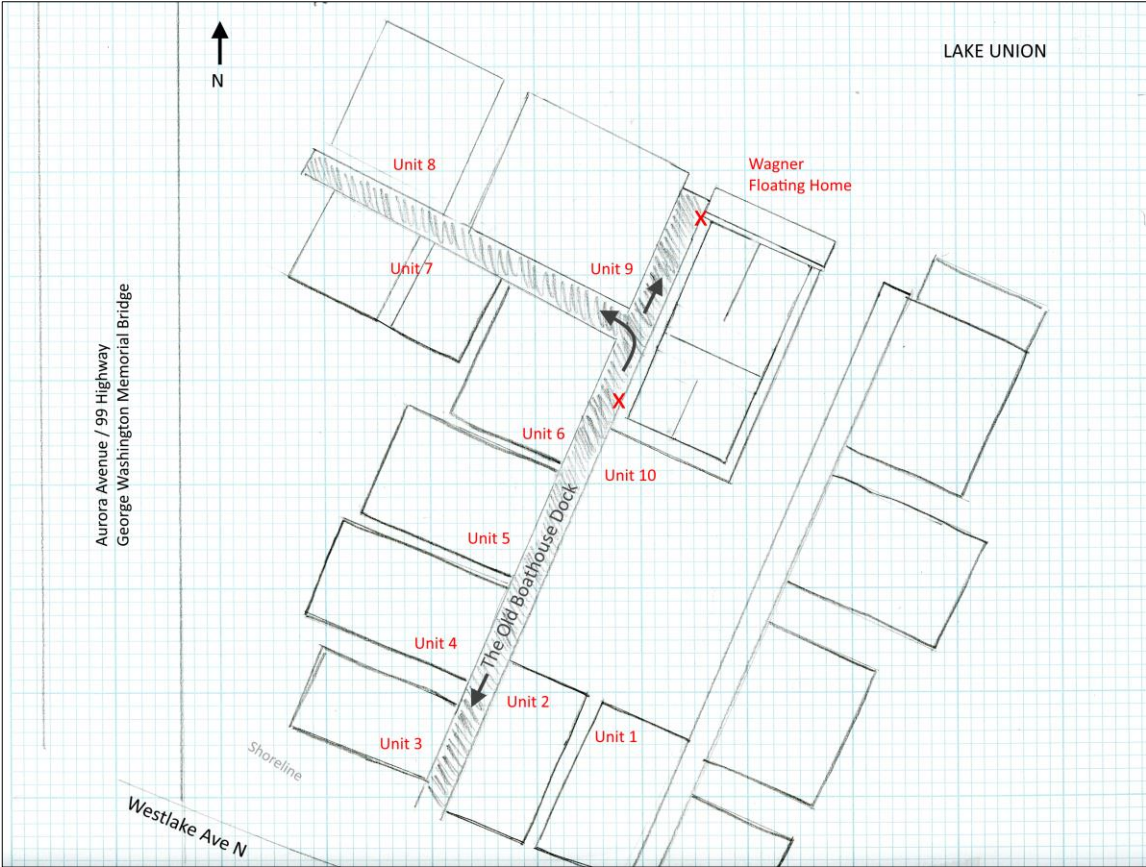 LAKE UNION
N
Wagner
Floating Home
Unit 8
Unit 7
Unit 9
Aurora Avenue / 99 Highway
George Washington Memorial Bridge
X
X
Unit 6
Unit 10
Unit 5
The Old Boathouse Dock
Unit 4
Unit 2
Unit 1
Unit 3
Shoreline
Westlake Ave N